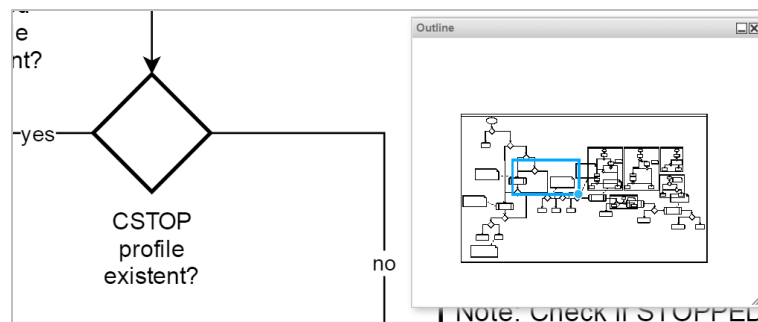 e
nt?
Outline
yes
CSTOP
profile
existent?
no
Note: Check if STOPPED